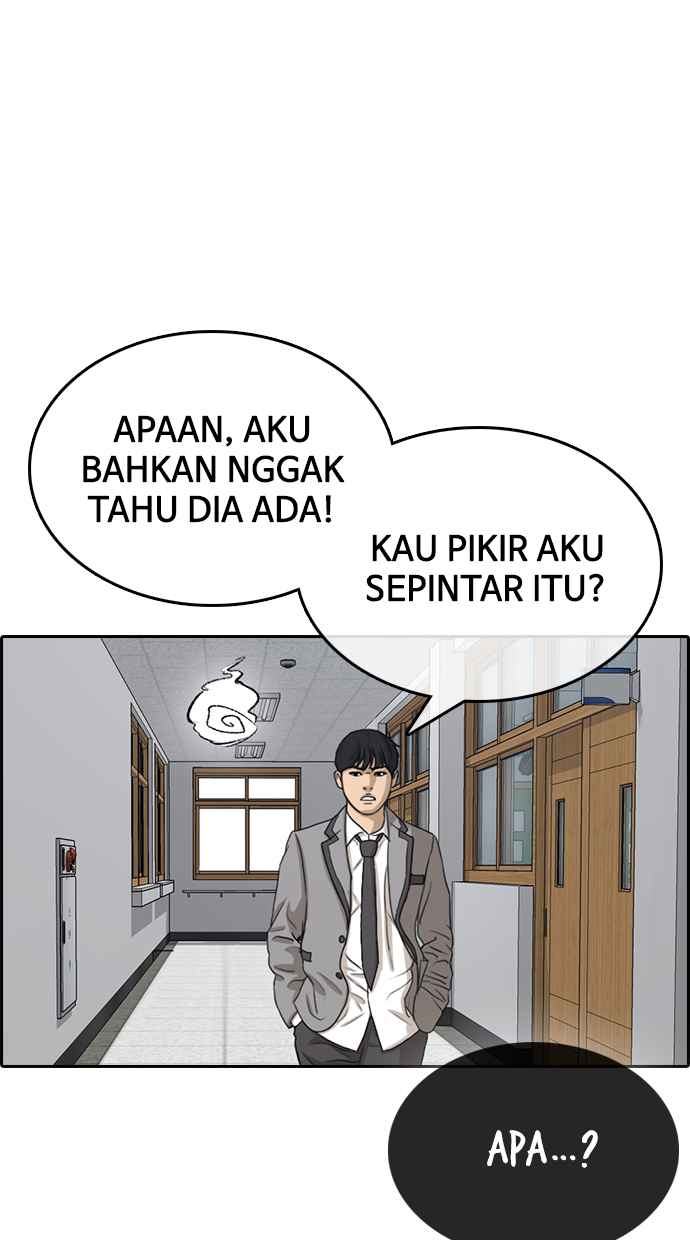 APAAN, AKU
BAHKAN NGGAK
TAHU DIA ADA!
KAU PIKIR AKU
SEPINTAR ITU?
APA...?